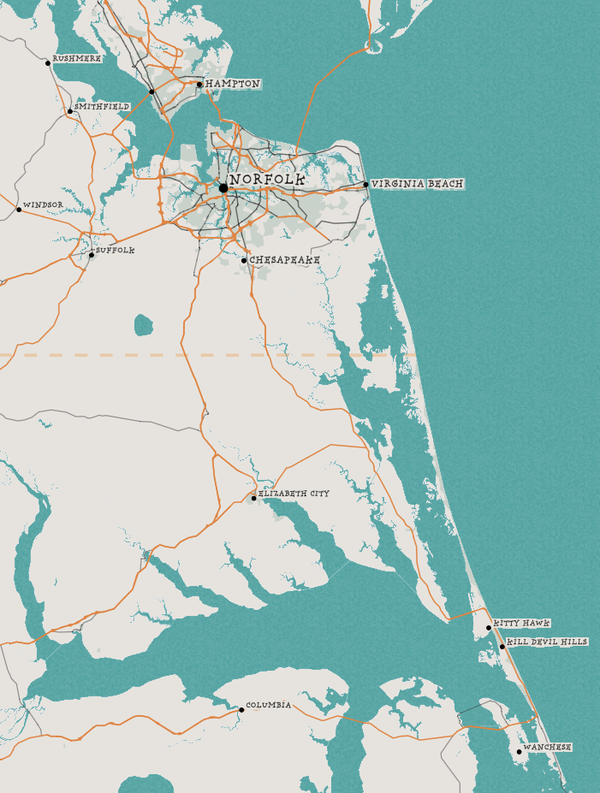 RUSHMERE
HAMPTON
SMITHFIELD
NORFOLK
VIRGINIA BEACH
WINDSOR
SUFFOLK
CHESAPEAKE
ELIZABETH CITY
KITTY HAWK
KILL DEVIL HILLS
COLUMBIA
WANCHESE